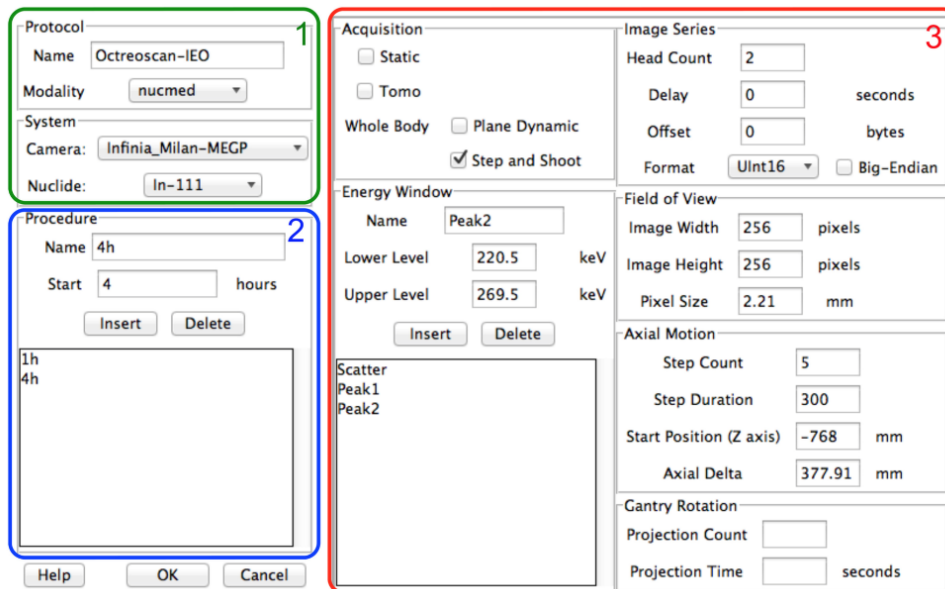 1
Protocol
Name Octreoscan-IEO
Modality nucmed
System
Camera: Infinia_Milan-MEGP
Nuclide: In-111
2
Procedure
Name 4h
Start 4 hours
Insert Delete
1h
4h
Help OK Cancel
3
Acquisition
Static
Tomo
Whole Body Plane Dynamic
Step and Shoot
Energy Window
Name Peak2
Lower Level 220.5 keV
Upper Level 269.5 keV
Insert Delete
Scatter
Peak1
Peak2
Image Series
Head Count 2
Delay 0 seconds
Offset 0 bytes
Format UInt16 Big-Endian
Field of View
Image Width 256 pixels
Image Height 256 pixels
Pixel Size 2.21 mm
Axial Motion
Step Count 5
Step Duration 300
Start Position (Z axis) -768 mm
Axial Delta 377.91 mm
Gantry Rotation
Projection Count
Projection Time seconds